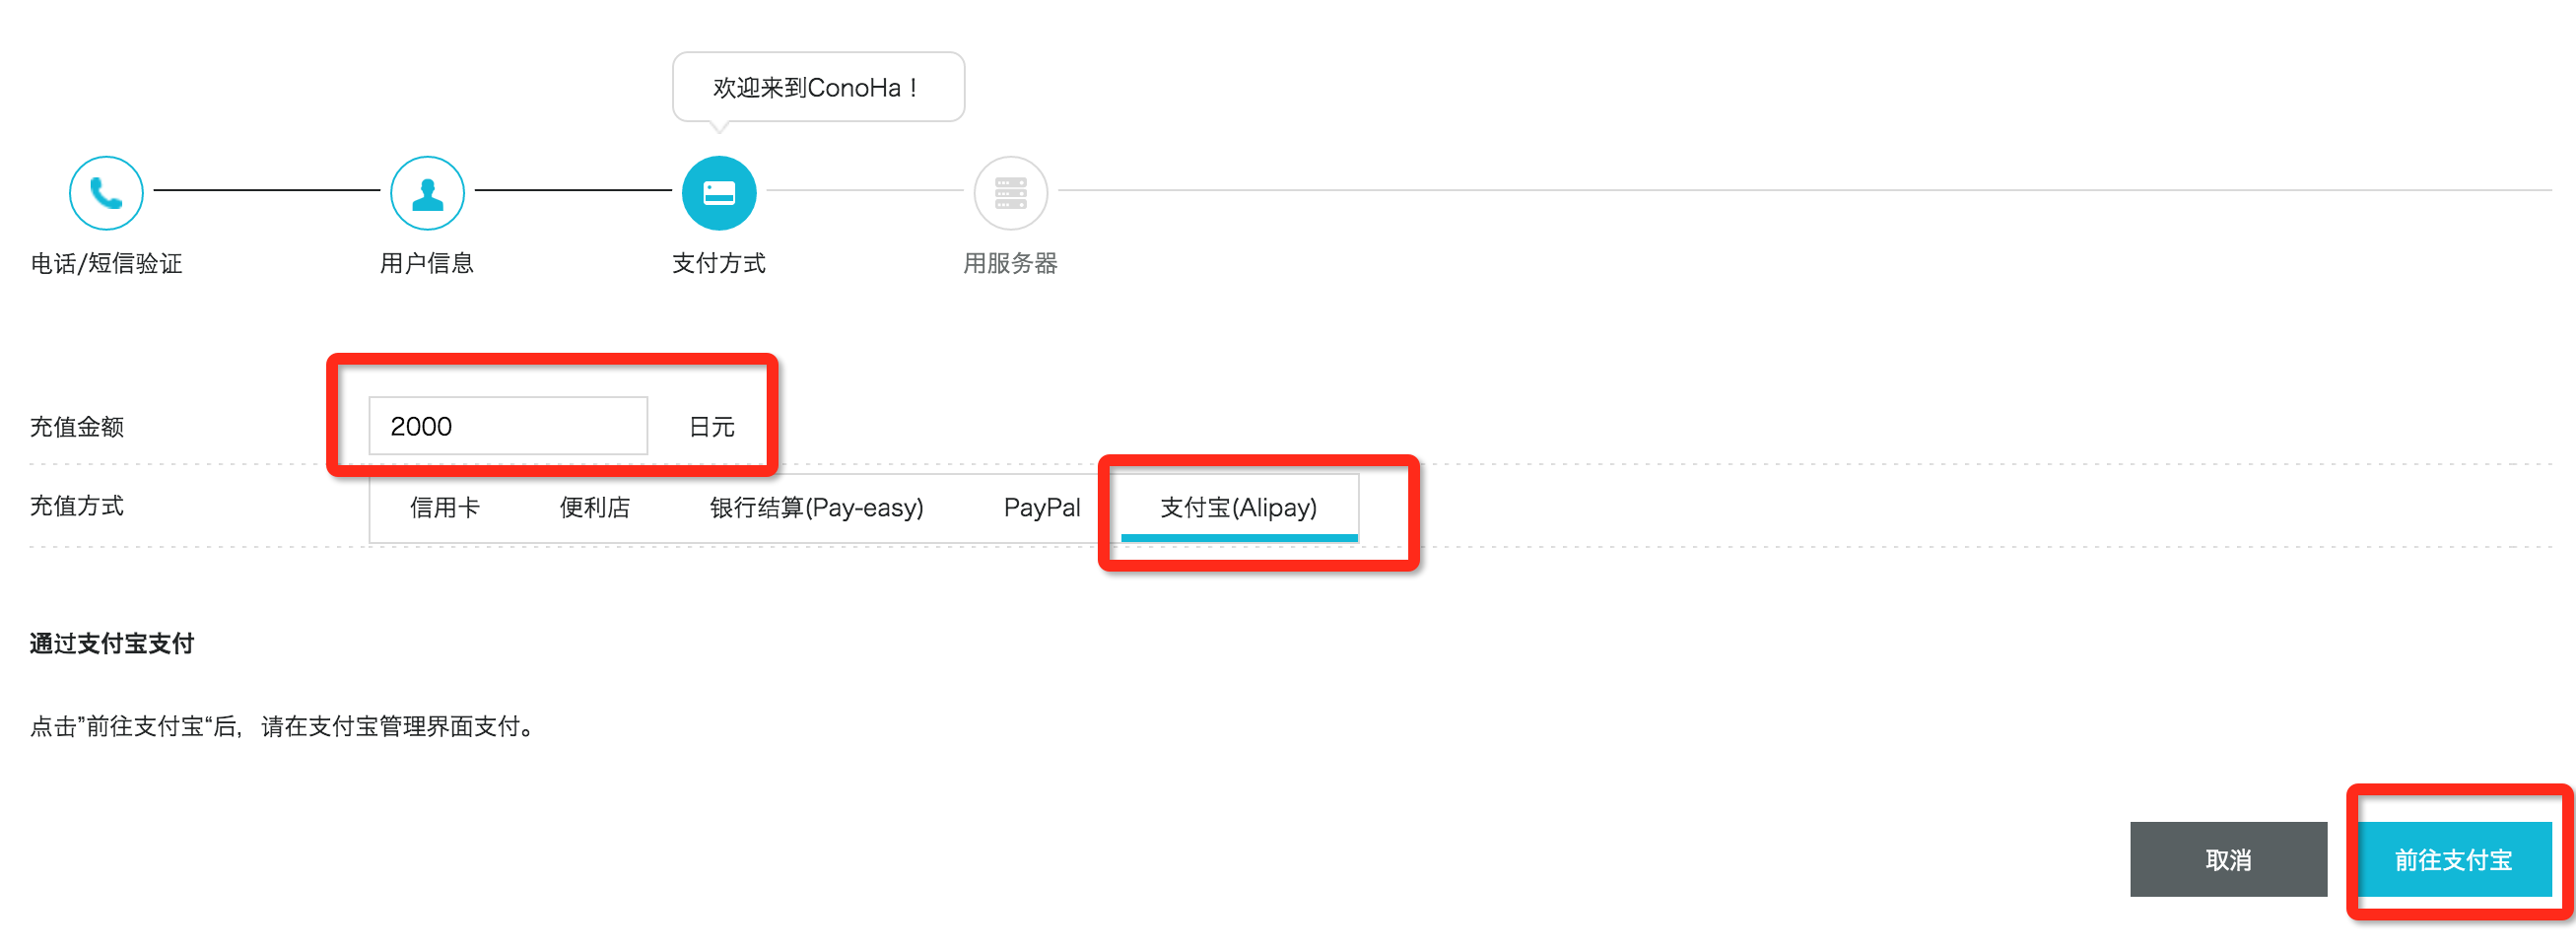 欢迎来到ConoHa！
电话/短信验证
用户信息
支付方式
用服务器
充值金额
2000
日元
充值方式
信用卡
便利店
银行结算(Pay-easy)
PayPal
支付宝(Alipay)
通过支付宝支付
点击”前往支付宝“后，请在支付宝管理界面支付。
取消
前往支付宝